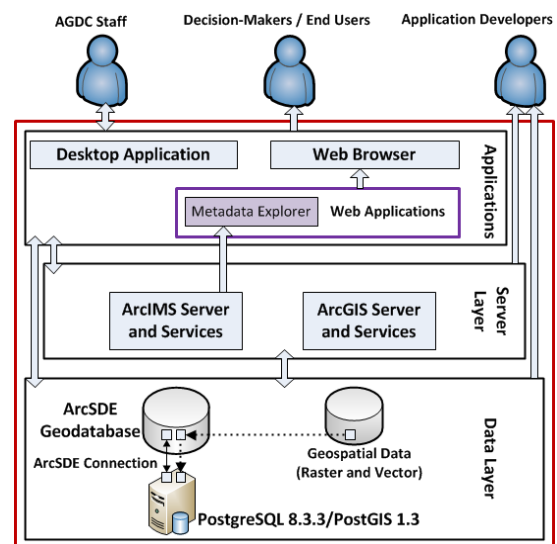 AGDC Staff
Decision-Makers / End Users
Application Developers
Desktop Application
Web Browser
Metadata Explorer
Web Applications
Applications
ArcIMS Server
and Services
ArcGIS Server
and Services
Server
Layer
ArcSDE
Geodatabase
ArcSDE Connection
Geospatial Data
(Raster and Vector)
PostgreSQL 8.3.3/PostGIS 1.3
Data Layer